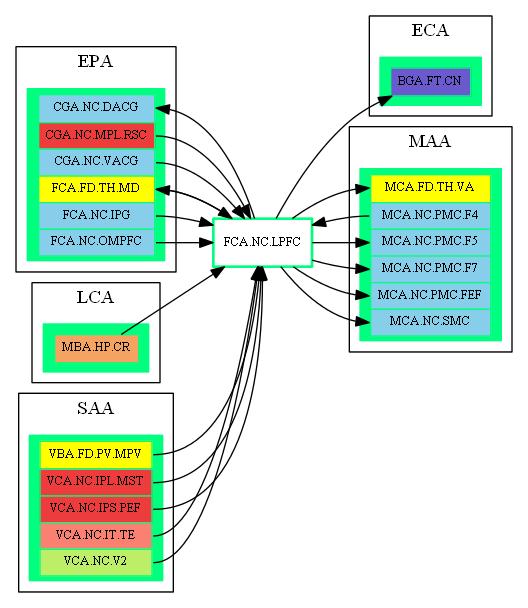 EPA
CGA.NC.DACG
CGA.NC.MPL.RSC
CGA.NC.VACG
FCA.FD.TH.MD
FCA.NC.IPG
FCA.NC.OMPFC
LCA
MBA.HP.CR
SAA
VBA.FD.PV.MPV
VCA.NC.IPL.MST
VCA.NC.IPS.PEF
VCA.NC.IT.TE
VCA.NC.V2
FCA.NC.LPFC
ECA
BGA.FT.CN
MAA
MCA.FD.TH.VA
MCA.NC.PMC.F4
MCA.NC.PMC.F5
MCA.NC.PMC.F7
MCA.NC.PMC.FEF
MCA.NC.SMC